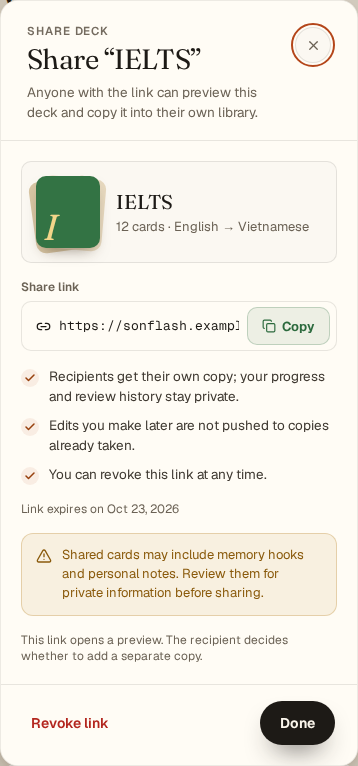 SHARE DECK
Share “IELTS”
Anyone with the link can preview this
deck and copy it into their own library.
I
IELTS
12 cards · English → Vietnamese
Share link
https://sonflash.exampl
Copy
Recipients get their own copy; your progress
and review history stay private.
Edits you make later are not pushed to copies
already taken.
You can revoke this link at any time.
Link expires on Oct 23, 2026
Shared cards may include memory hooks
and personal notes. Review them for
private information before sharing.
This link opens a preview. The recipient decides
whether to add a separate copy.
Revoke link
Done